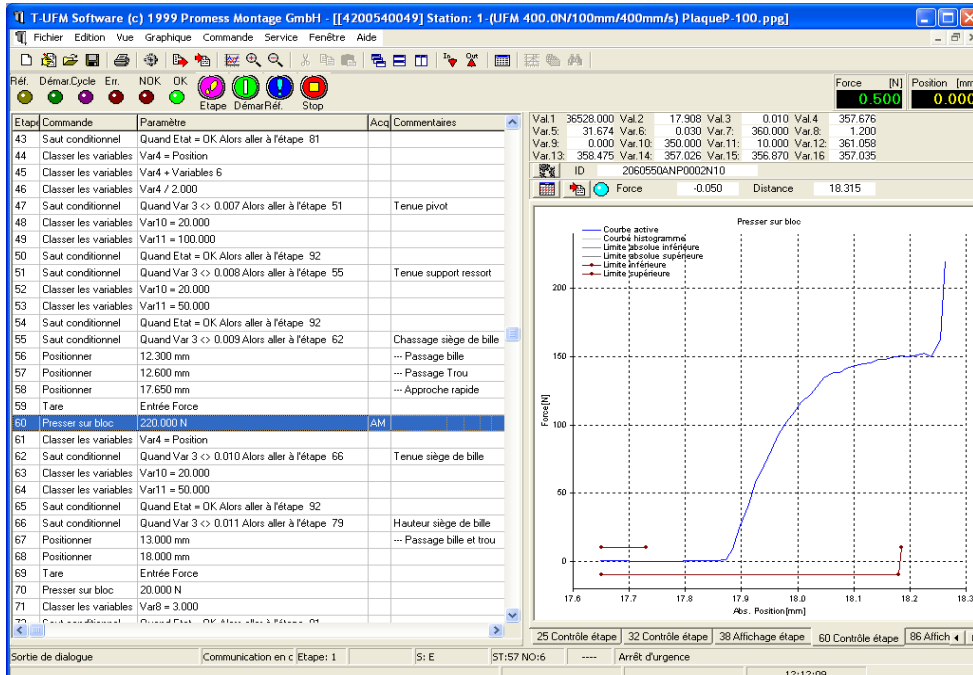 T-UFM Software (c) 1999 Promess Montage GmbH - [[4200540049] Station: 1-(UFM 400.0N/100mm/400mm/s) PlaqueP-100.ppg]
Fichier Edition Vue Graphique Commande Service Fenêtre Aide
Réf. Démar.Cycle Err. NOK OK
Etape Démar Réf. Stop
Force [N] Position [mm
0.500 0.000
Etape Commande Paramètre Acq Commentaires
43 Saut conditionnel Quand Etat = OK Alors aller à l'étape 81
44 Classer les variables Var4 = Position
45 Classer les variables Var4 + Variables 6
46 Classer les variables Var4 / 2.000
47 Saut conditionnel Quand Var 3 <> 0.007 Alors aller à l'étape 51 Tenue pivot
48 Classer les variables Var10 = 20.000
49 Classer les variables Var11 = 100.000
50 Saut conditionnel Quand Etat = OK Alors aller à l'étape 92
51 Saut conditionnel Quand Var 3 <> 0.008 Alors aller à l'étape 55 Tenue support ressort
52 Classer les variables Var10 = 20.000
53 Classer les variables Var11 = 50.000
54 Saut conditionnel Quand Etat = OK Alors aller à l'étape 92
55 Saut conditionnel Quand Var 3 <> 0.009 Alors aller à l'étape 62 Chassage siège de bille
56 Positionner 12.300 mm --- Passage bille
57 Positionner 12.600 mm --- Passage Trou
58 Positionner 17.650 mm --- Approche rapide
59 Tare Entrée Force
60 Presser sur bloc 220.000 N AM
61 Classer les variables Var4 = Position
62 Saut conditionnel Quand Var 3 <> 0.010 Alors aller à l'étape 66 Tenue siège de bille
63 Classer les variables Var10 = 20.000
64 Classer les variables Var11 = 50.000
65 Saut conditionnel Quand Etat = OK Alors aller à l'étape 92
66 Saut conditionnel Quand Var 3 <> 0.011 Alors aller à l'étape 79 Hauteur siège de bille
67 Positionner 13.000 mm --- Passage bille et trou
68 Positionner 18.000 mm
69 Tare Entrée Force
70 Presser sur bloc 20.000 N
71 Classer les variables Var8 = 3.000
Val.1 36528.000 Val.2 17.908 Val.3 0.010 Val.4 357.676
Var.5: 31.674 Var.6: 0.030 Var.7: 360.000 Var.8: 1.200
Var.9: 0.000 Var.10: 350.000 Var.11: 10.000 Var.12: 361.058
Var.13: 358.475 Var.14: 357.026 Var.15: 356.870 Var.16 357.035
ID 2060550ANP0002N10
Force -0.050 Distance 18.315
Presser sur bloc
Courbe active
Courbe histogramme
Limite absolue inférieure
Limite absolue supérieure
Limite inférieure
Limite supérieure
200
150
100
50
0
Force[N]
17.6 17.7 17.8 17.9 18.0 18.1 18.2 18.3
Abs. Position[mm]
25 Contrôle étape 32 Contrôle étape 38 Affichage étape 60 Contrôle étape 86 Affich
Sortie de dialogue Communication en c Etape: 1 S: E ST:57 NO:6 ---- Arrêt d'urgence
12:12:09